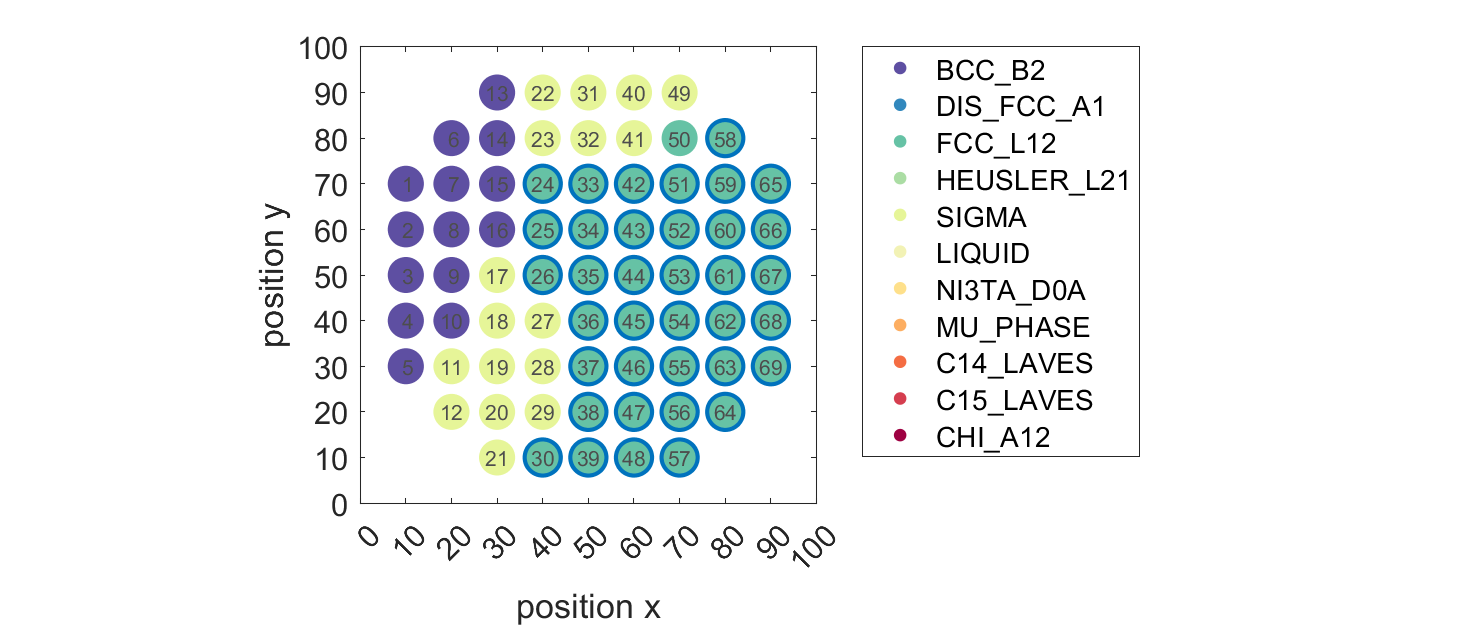 100
90 13 22 31 40 49
80 6 14 23 32 41 50 58
70 1 7 15 24 33 42 51 59 65
60 2 8 16 25 34 43 52 60 66
50 3 9 17 26 35 44 53 61 67
40 4 10 18 27 36 45 54 62 68
30 5 11 19 28 37 46 55 63 69
20 12 20 29 38 47 56 64
10 21 30 39 48 57
0
0 10 20 30 40 50 60 70 80 90 100
position x
position y
BCC_B2
DIS_FCC_A1
FCC_L12
HEUSLER_L21
SIGMA
LIQUID
NI3TA_D0A
MU_PHASE
C14_LAVES
C15_LAVES
CHI_A12